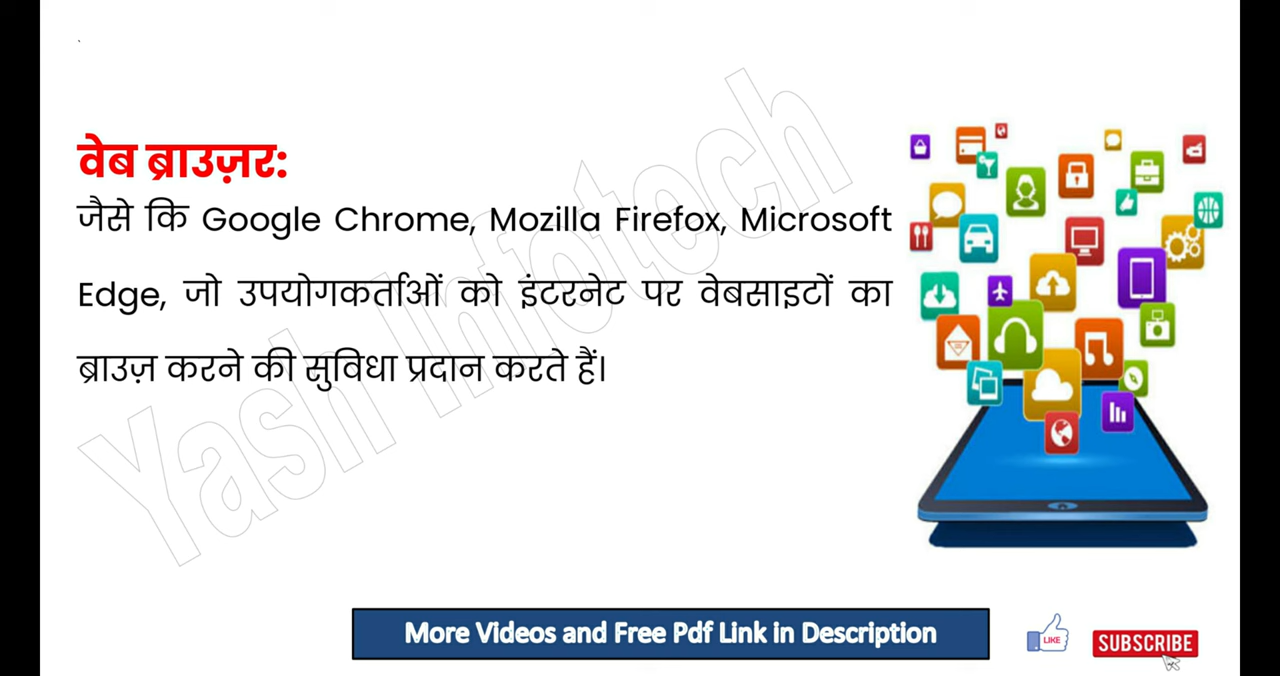 वेब ब्राउज़र:
जैसे कि Google Chrome, Mozilla Firefox, Microsoft
Edge, जो उपयोगकर्ताओं को इंटरनेट पर वेबसाइटों का
ब्राउज़ करने की सुविधा प्रदान करते हैं।
Yash Infotech
More Videos and Free Pdf Link in Description
LIKE
SUBSCRIBE